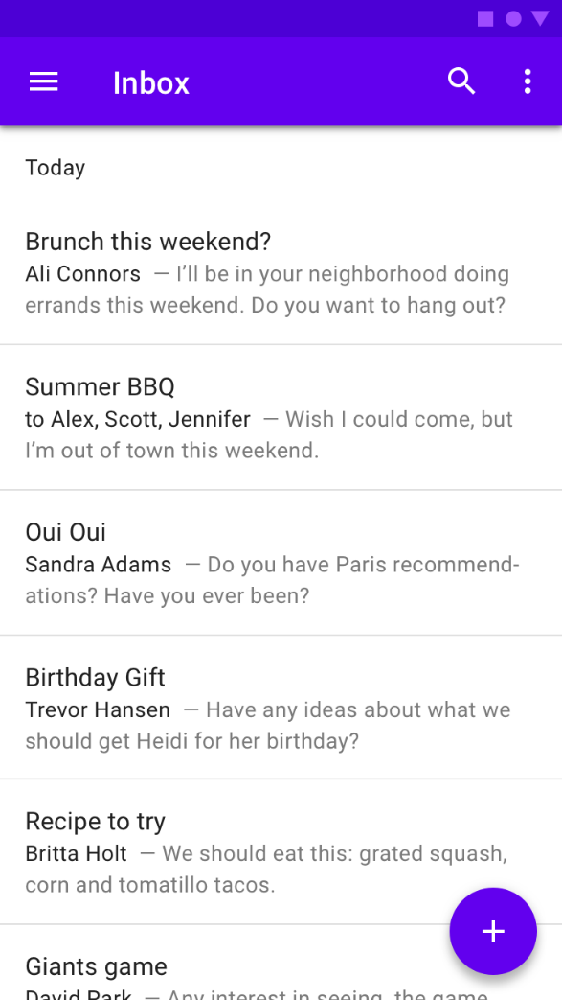 Inbox
Today
Brunch this weekend?
Ali Connors — I’ll be in your neighborhood doing
errands this weekend. Do you want to hang out?
Summer BBQ
to Alex, Scott, Jennifer — Wish I could come, but
I’m out of town this weekend.
Oui Oui
Sandra Adams — Do you have Paris recommend-
ations? Have you ever been?
Birthday Gift
Trevor Hansen — Have any ideas about what we
should get Heidi for her birthday?
Recipe to try
Britta Holt — We should eat this: grated squash,
corn and tomatillo tacos.
Giants game
David Park — Any interest in seeing the game